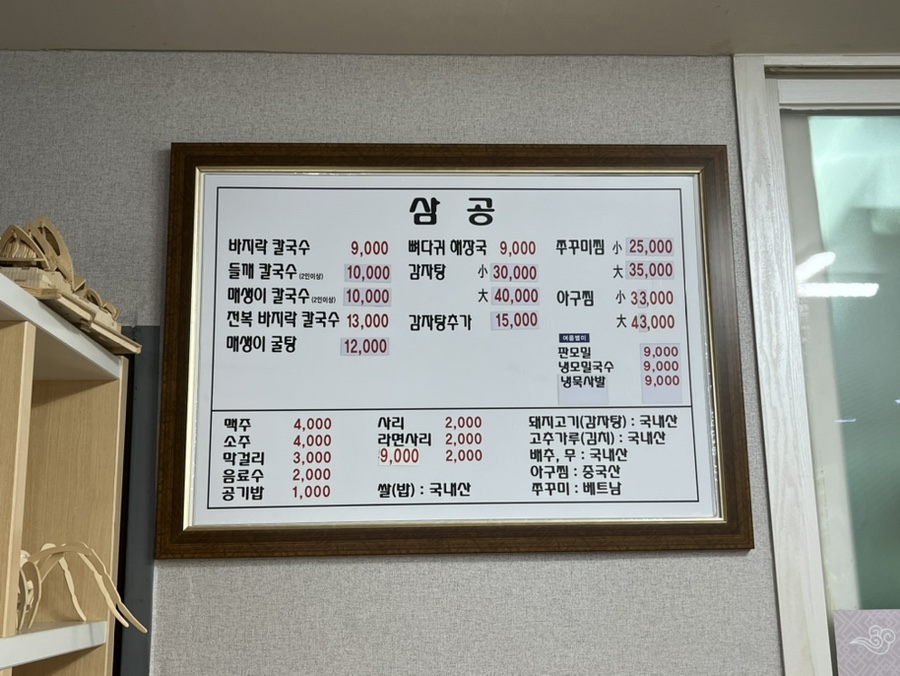 삼 공
바지락 칼국수 9,000
들깨 칼국수 (2인이상) 10,000
매생이 칼국수 (2인이상) 10,000
전복 바지락 칼국수 13,000
매생이 굴탕 12,000
뼈다귀 해장국 9,000
감자탕 小 30,000
大 40,000
감자탕추가 15,000
쭈꾸미찜 小 25,000
大 35,000
아구찜 小 33,000
大 43,000
여름별미
판모밀 9,000
냉모밀국수 9,000
냉묵사발 9,000
맥주 4,000
소주 4,000
막걸리 3,000
음료수 2,000
공기밥 1,000
사리 2,000
라면사리 2,000
9,000 2,000
쌀(밥) : 국내산
돼지고기(감자탕) : 국내산
고추가루(김치) : 국내산
배추, 무 : 국내산
아구찜 : 중국산
쭈꾸미 : 베트남